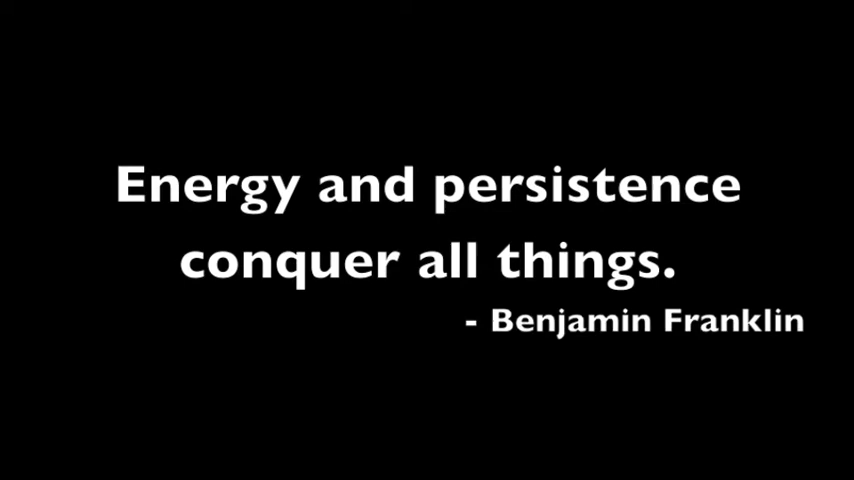 Energy and persistence
conquer all things.
- Benjamin Franklin